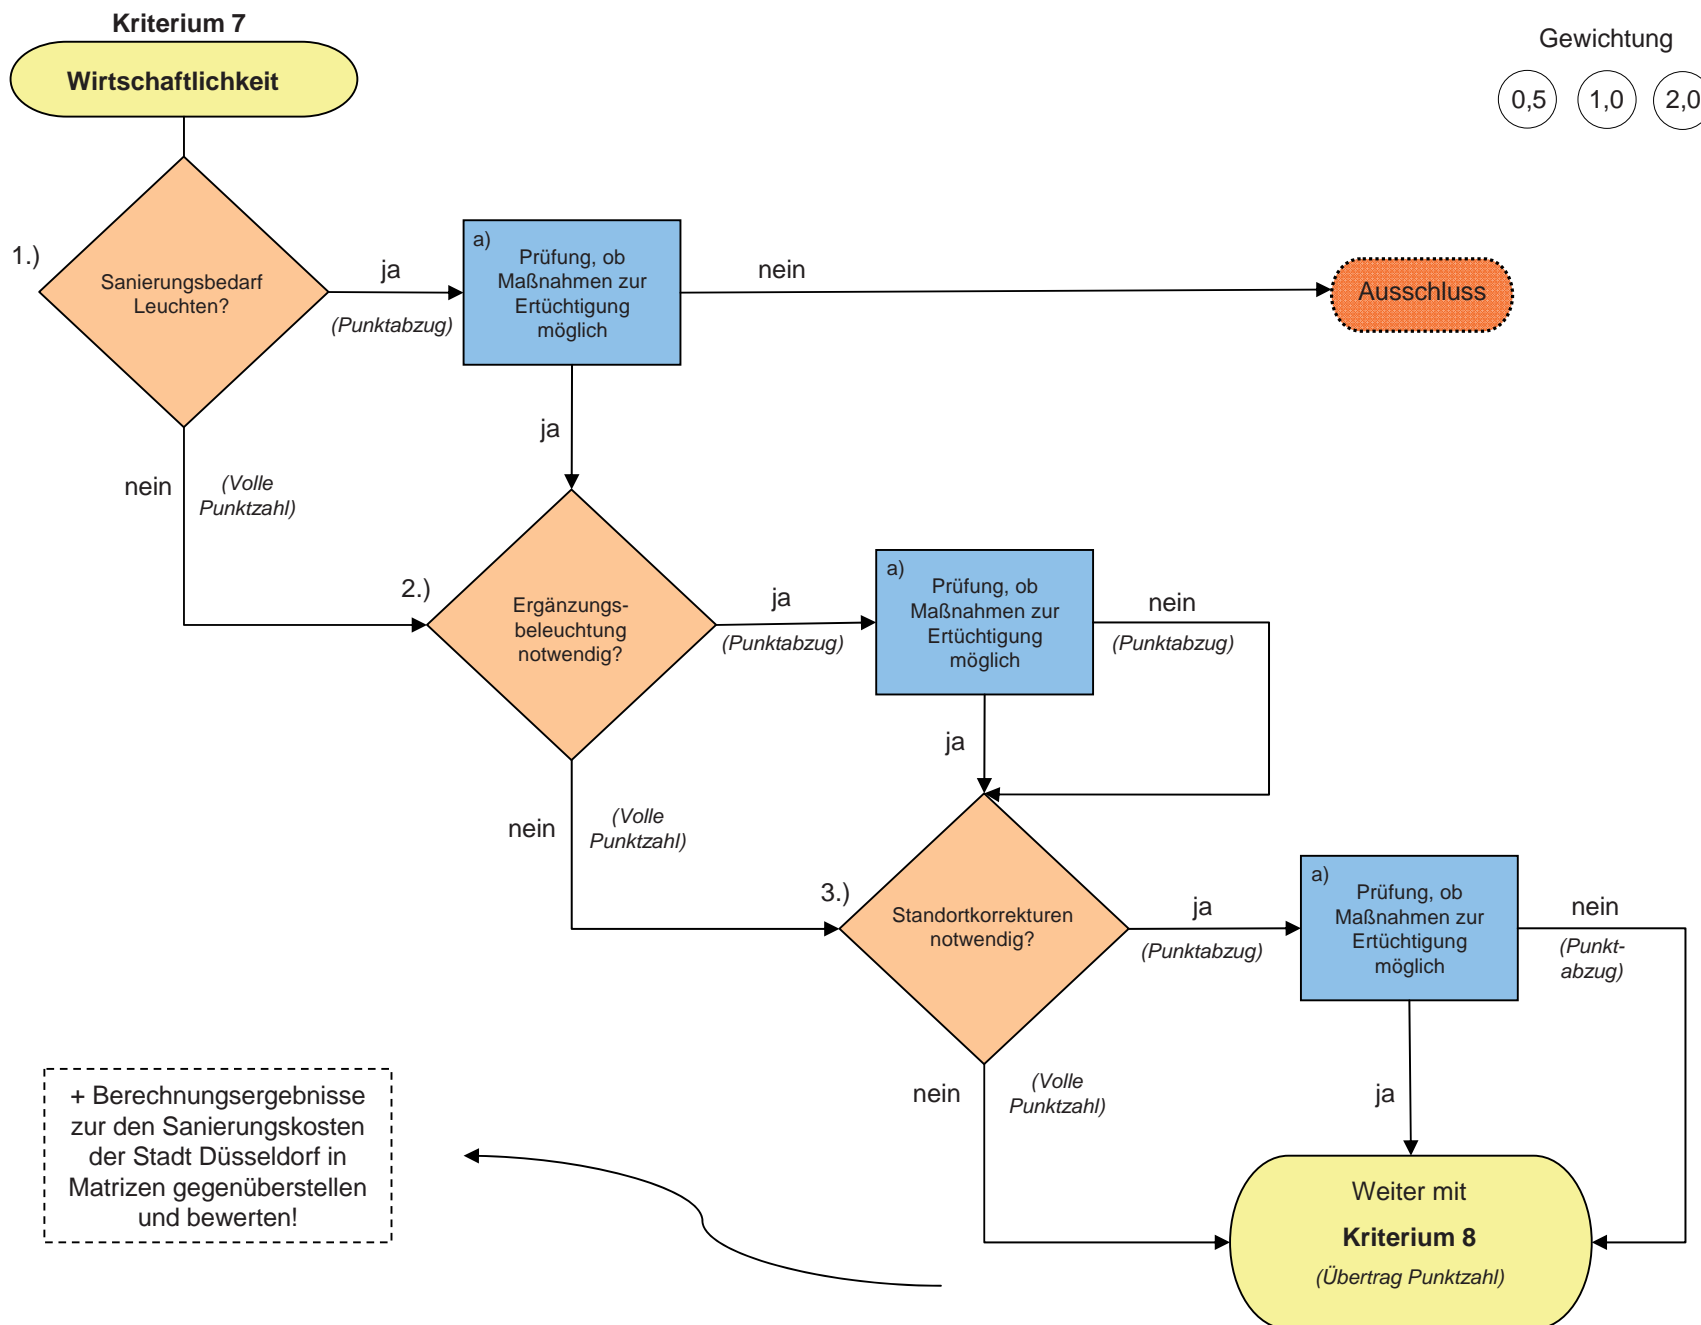 Kriterium 7
Wirtschaftlichkeit
Gewichtung
0,5
1,0
2,0
1.)
Sanierungsbedarf
Leuchten?
ja
(Punktabzug)
a)
Prüfung, ob
Maßnahmen zur
Ertüchtigung
möglich
nein
Ausschluss
ja
nein
(Volle
Punktzahl)
2.)
Ergänzungs-
beleuchtung
notwendig?
ja
(Punktabzug)
a)
Prüfung, ob
Maßnahmen zur
Ertüchtigung
möglich
nein
(Punktabzug)
ja
nein
(Volle
Punktzahl)
3.)
Standortkorrekturen
notwendig?
ja
(Punktabzug)
a)
Prüfung, ob
Maßnahmen zur
Ertüchtigung
möglich
nein
(Punkt-
abzug)
ja
nein
(Volle
Punktzahl)
+ Berechnungsergebnisse
zur den Sanierungskosten
der Stadt Düsseldorf in
Matrizen gegenüberstellen
und bewerten!
Weiter mit
Kriterium 8
(Übertrag Punktzahl)